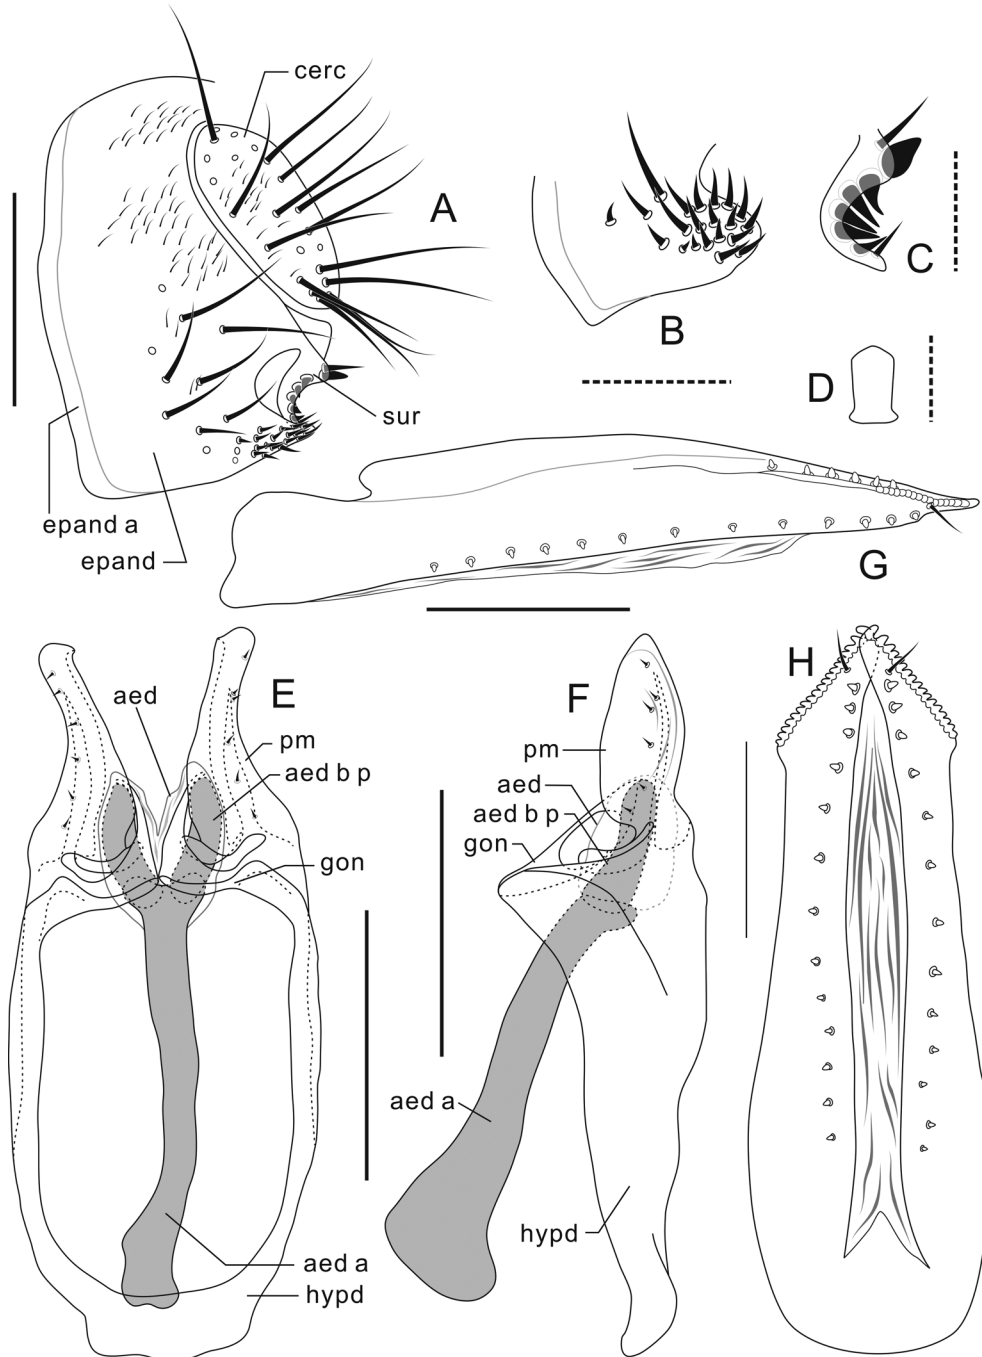 cerc
A
sur
epand a
epand
B
C
D
G
E
aed
pm
aed b p
gon
aed a
hypd
F
pm
aed
aed b p
gon
aed a
hypd
H